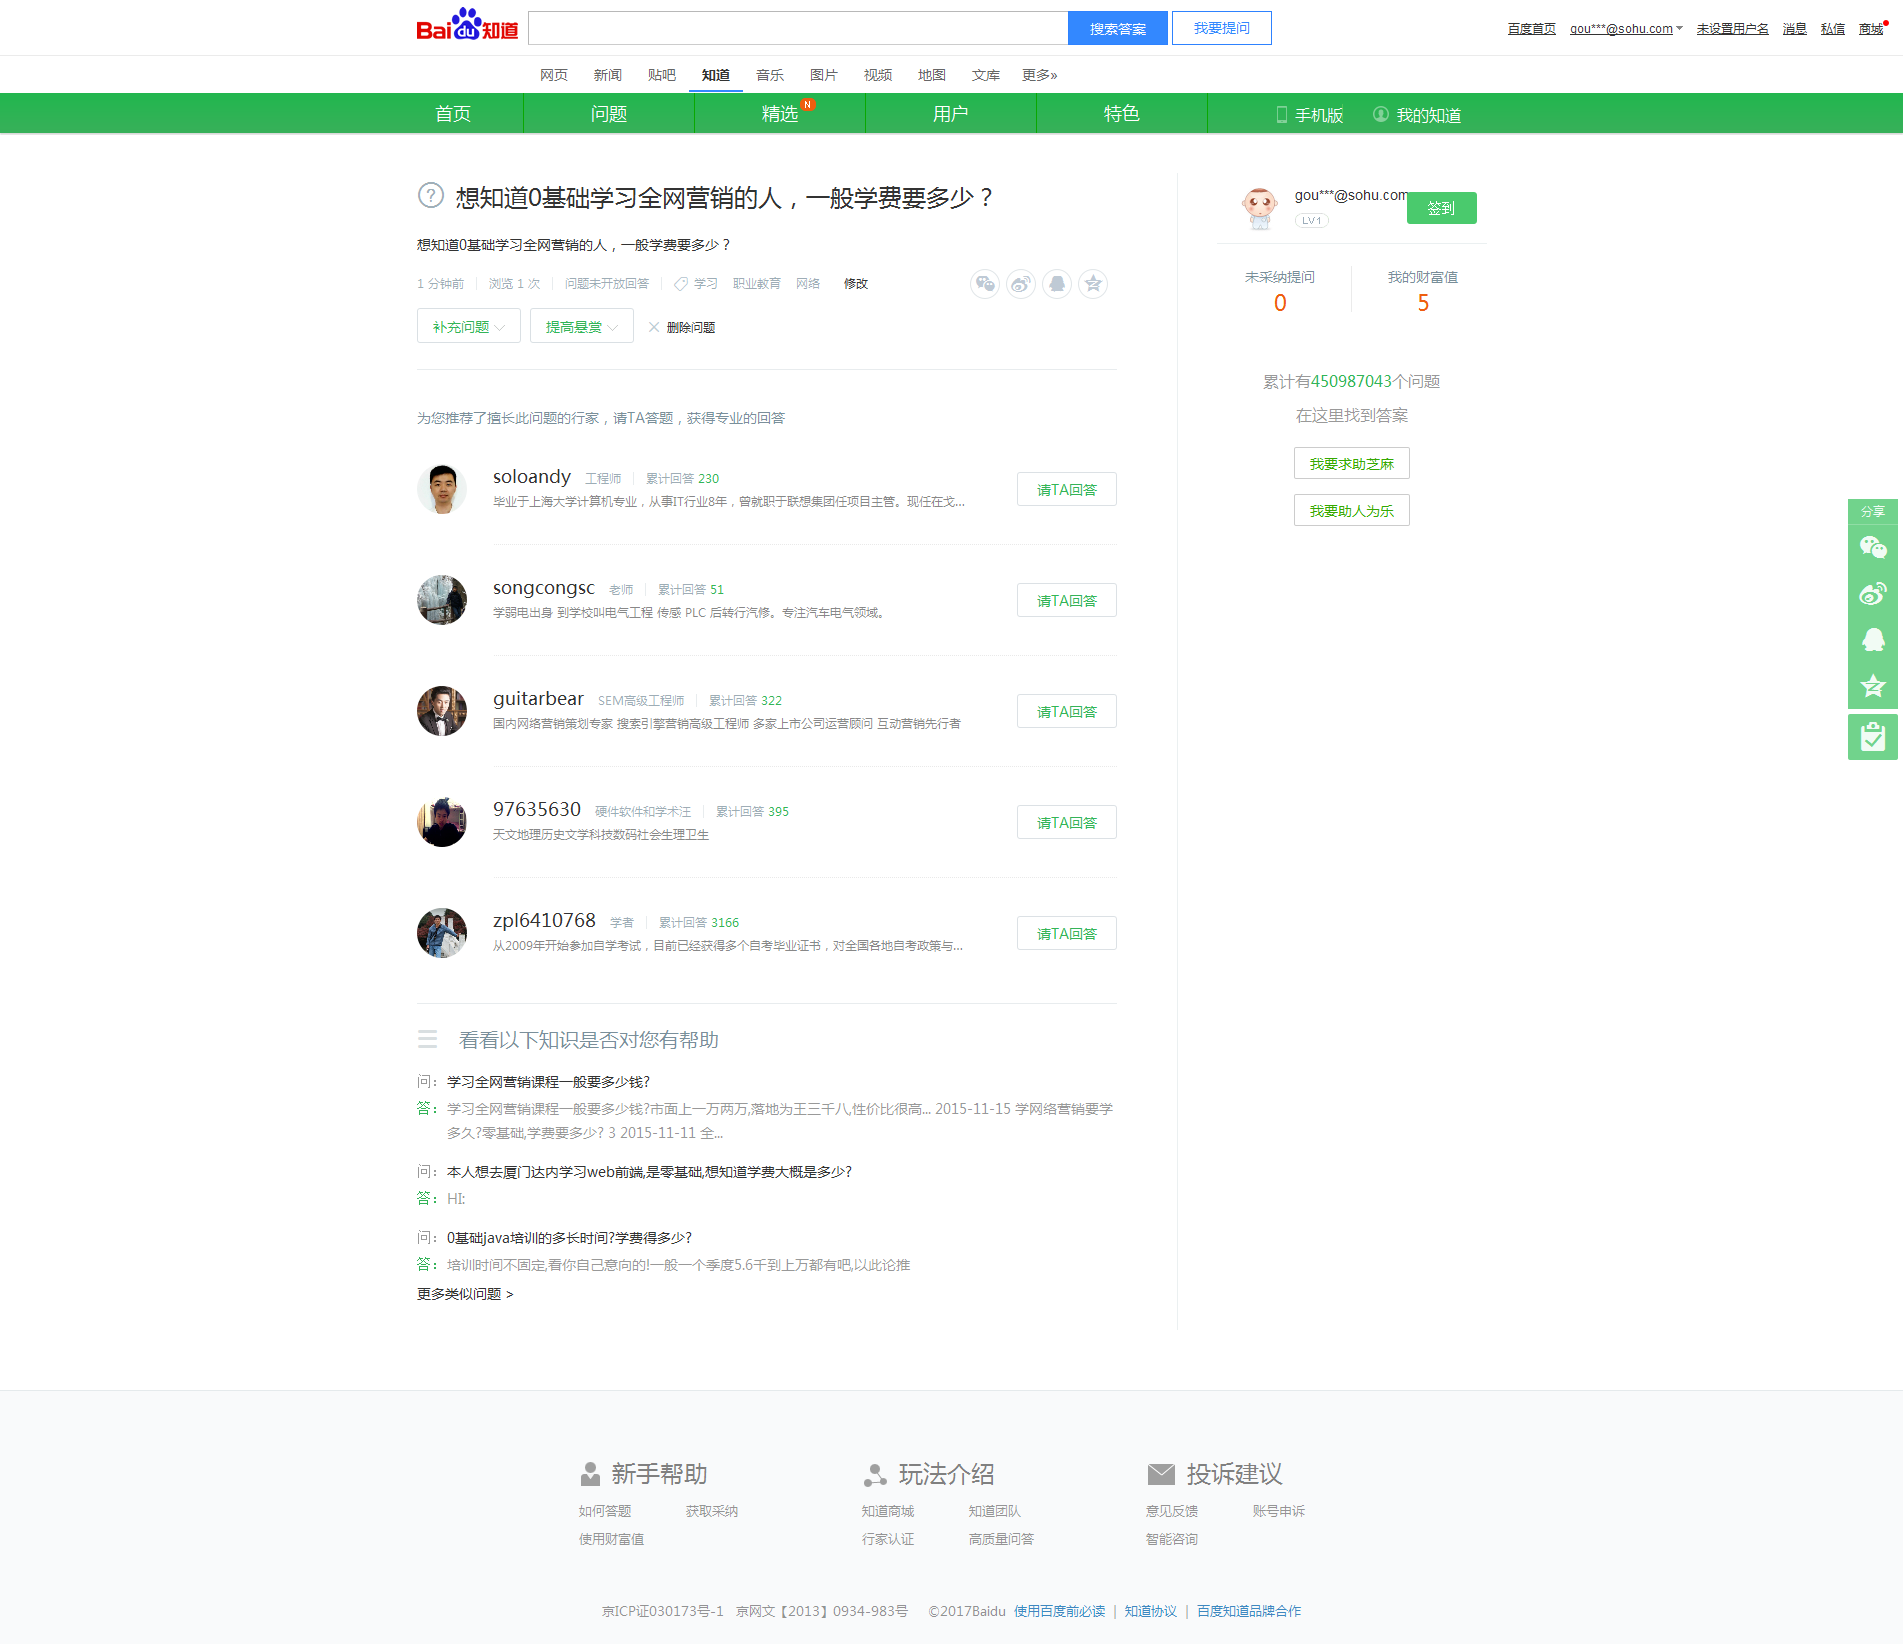 Baidu知道 搜索答案 我要提问 百度首页 gou***@sohu.com 未设置用户名 消息 私信 商城
网页 新闻 贴吧 知道 音乐 图片 视频 地图 文库 更多»
首页 问题 精选 N 用户 特色 手机版 我的知道
想知道0基础学习全网营销的人，一般学费要多少？
想知道0基础学习全网营销的人，一般学费要多少？
1 分钟前 浏览 1 次 问题未开放回答 学习 职业教育 网络 修改
补充问题 提高悬赏 删除问题
为您推荐了擅长此问题的行家，请TA答题，获得专业的回答
soloandy 工程师 累计回答 230
毕业于上海大学计算机专业，从事IT行业8年，曾就职于联想集团任项目主管。现任在戈...
请TA回答
songcongsc 老师 累计回答 51
学弱电出身 到学校叫电气工程 传感 PLC 后转行汽修。专注汽车电气领域。
请TA回答
guitarbear SEM高级工程师 累计回答 322
国内网络营销策划专家 搜索引擎营销高级工程师 多家上市公司运营顾问 互动营销先行者
请TA回答
97635630 硬件软件和学术汪 累计回答 395
天文地理历史文学科技数码社会生理卫生
请TA回答
zpl6410768 学者 累计回答 3166
从2009年开始参加自学考试，目前已经获得多个自考毕业证书，对全国各地自考政策与...
请TA回答
看看以下知识是否对您有帮助
问： 学习全网营销课程一般要多少钱?
答： 学习全网营销课程一般要多少钱?市面上一万两万,落地为王三千八,性价比很高... 2015-11-15 学网络营销要学
多久?零基础,学费要多少? 3 2015-11-11 全...
问： 本人想去厦门达内学习web前端,是零基础,想知道学费大概是多少?
答： HI:
问： 0基础java培训的多长时间?学费得多少?
答： 培训时间不固定,看你自己意向的!一般一个季度5.6千到上万都有吧,以此论推
更多类似问题 >
gou***@sohu.com 签到
LV1
未采纳提问 我的财富值
0 5
累计有450987043个问题
在这里找到答案
我要求助芝麻
我要助人为乐
分享
新手帮助 玩法介绍 投诉建议
如何答题 获取采纳 知道商城 知道团队 意见反馈 账号申诉
使用财富值 行家认证 高质量问答 智能咨询
京ICP证030173号-1 京网文【2013】0934-983号 ©2017Baidu 使用百度前必读 | 知道协议 | 百度知道品牌合作